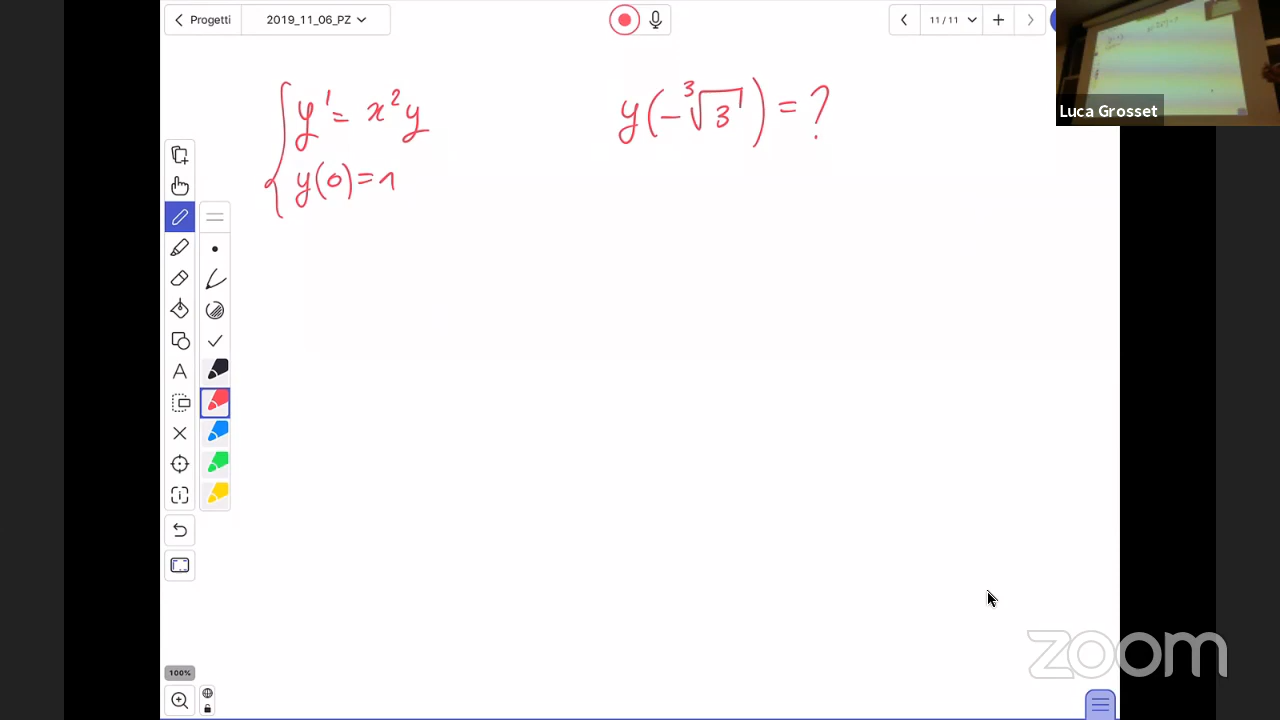 Progetti
2019_11_06_PZ
11 / 11
Luca Grosset
y' = x²y
y(0) = 1
y(-∛3) = ?
A
100%
zoom